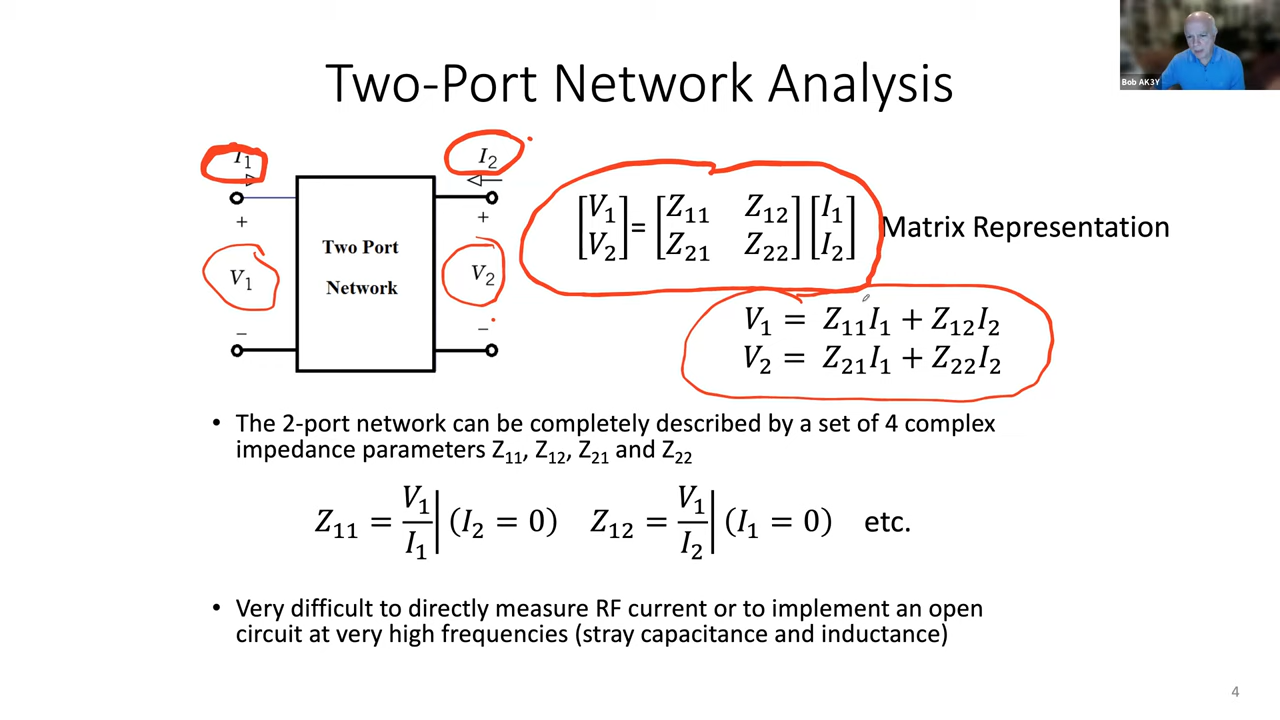 Bob AK3Y
Two-Port Network Analysis
I₁
I₂
+
+
V₁
V₂
−
−
Two Port
Network
[V₁ V₂] = [Z₁₁ Z₁₂ Z₂₁ Z₂₂] [I₁ I₂] Matrix Representation
V₁ = Z₁₁I₁ + Z₁₂I₂
V₂ = Z₂₁I₁ + Z₂₂I₂
• The 2-port network can be completely described by a set of 4 complex
impedance parameters Z₁₁, Z₁₂, Z₂₁ and Z₂₂
Z₁₁ = V₁/I₁ | (I₂ = 0) Z₁₂ = V₁/I₂ | (I₁ = 0) etc.
• Very difficult to directly measure RF current or to implement an open
circuit at very high frequencies (stray capacitance and inductance)
4